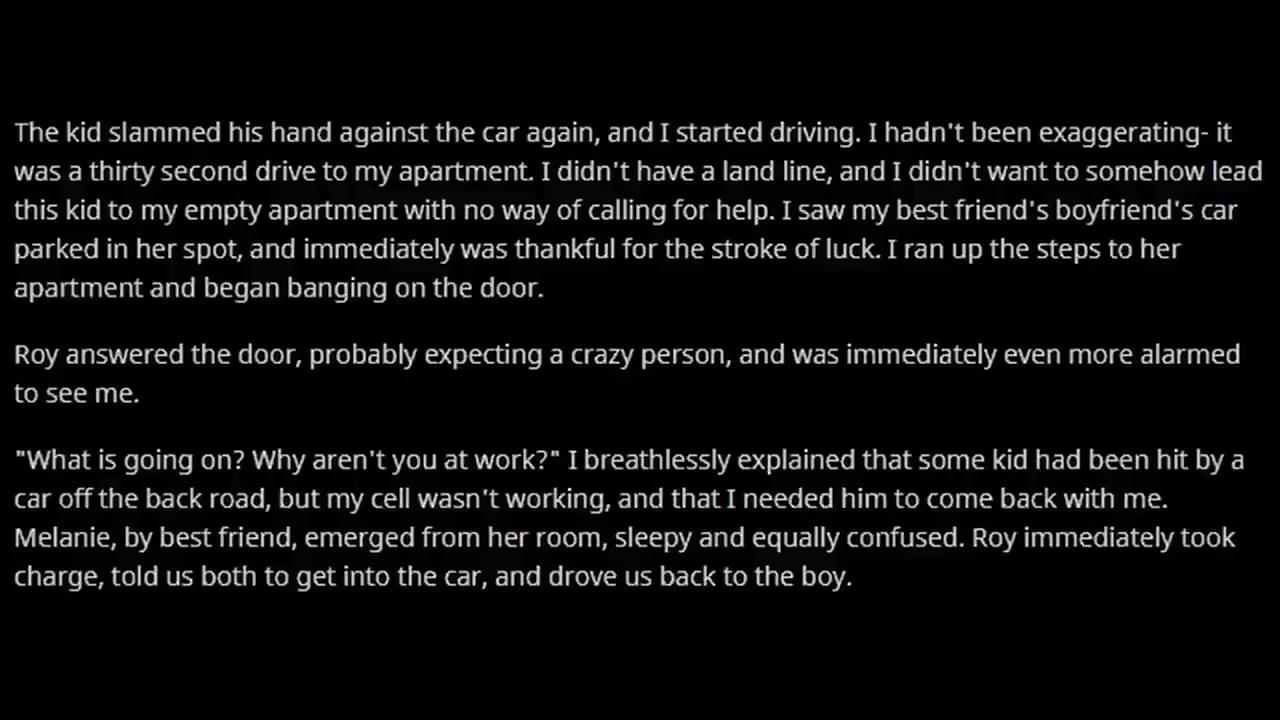 The kid slammed his hand against the car again, and I started driving. I hadn't been exaggerating- it
was a thirty second drive to my apartment. I didn't have a land line, and I didn't want to somehow lead
this kid to my empty apartment with no way of calling for help. I saw my best friend's boyfriend's car
parked in her spot, and immediately was thankful for the stroke of luck. I ran up the steps to her
apartment and began banging on the door.
Roy answered the door, probably expecting a crazy person, and was immediately even more alarmed
to see me.
"What is going on? Why aren't you at work?" I breathlessly explained that some kid had been hit by a
car off the back road, but my cell wasn't working, and that I needed him to come back with me.
Melanie, by best friend, emerged from her room, sleepy and equally confused. Roy immediately took
charge, told us both to get into the car, and drove us back to the boy.